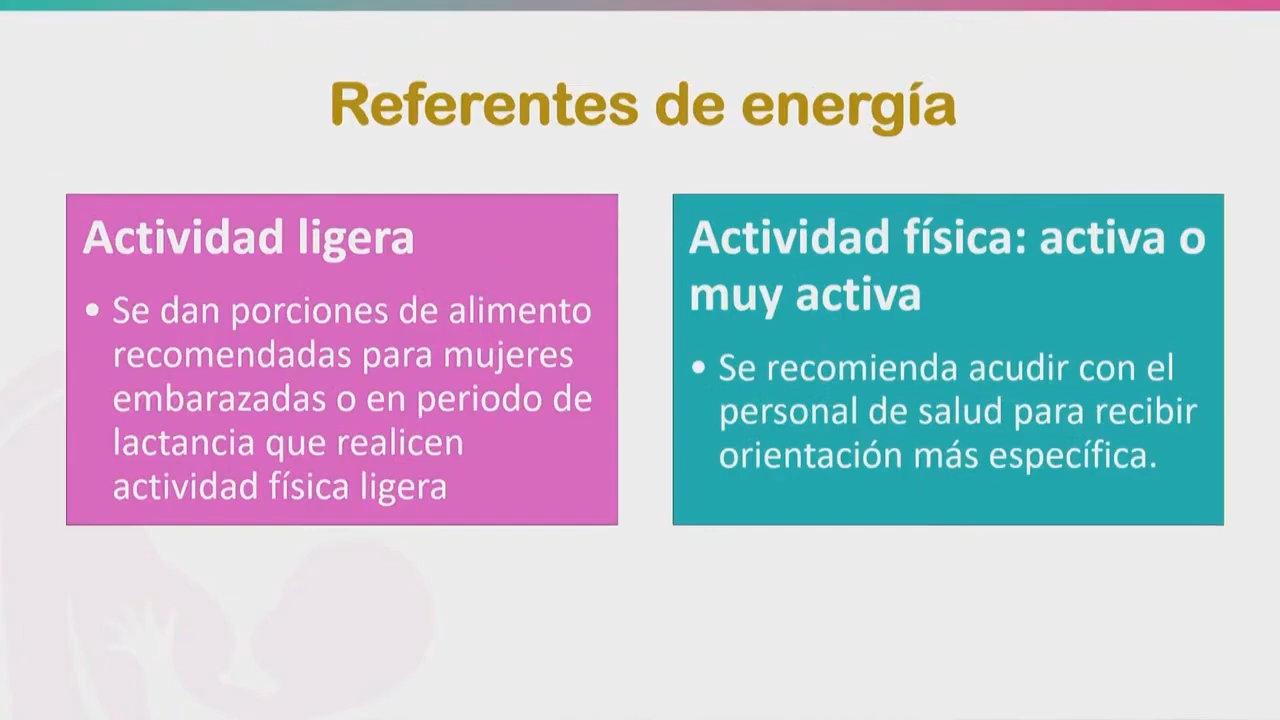 Referentes de energía
Actividad ligera
• Se dan porciones de alimento
recomendadas para mujeres
embarazadas o en periodo de
lactancia que realicen
actividad física ligera
Actividad física: activa o
muy activa
• Se recomienda acudir con el
personal de salud para recibir
orientación más específica.